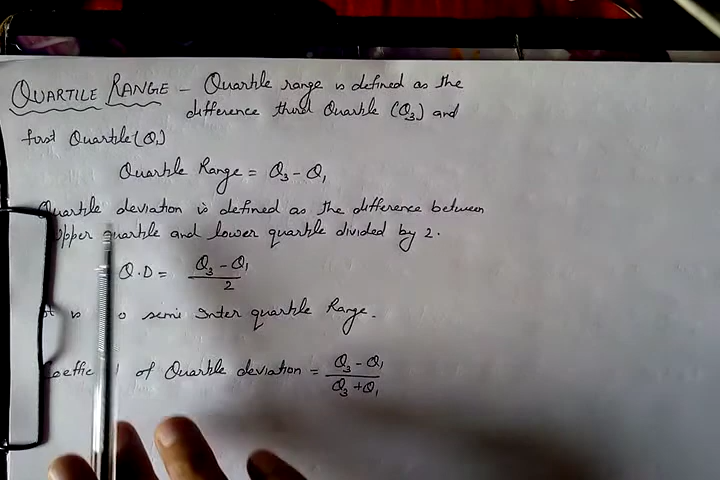 QUARTILE RANGE - Quartile range is defined as the
difference third Quartile (Q3) and
first Quartile (Q1)
Quartile Range = Q3 - Q1
Quartile deviation is defined as the difference between
upper quartile and lower quartile divided by 2.
Q.D = Q3 - Q1 / 2
is semi Inter quartile Range.
of Quartile deviation = Q3 - Q1 / Q3 + Q1